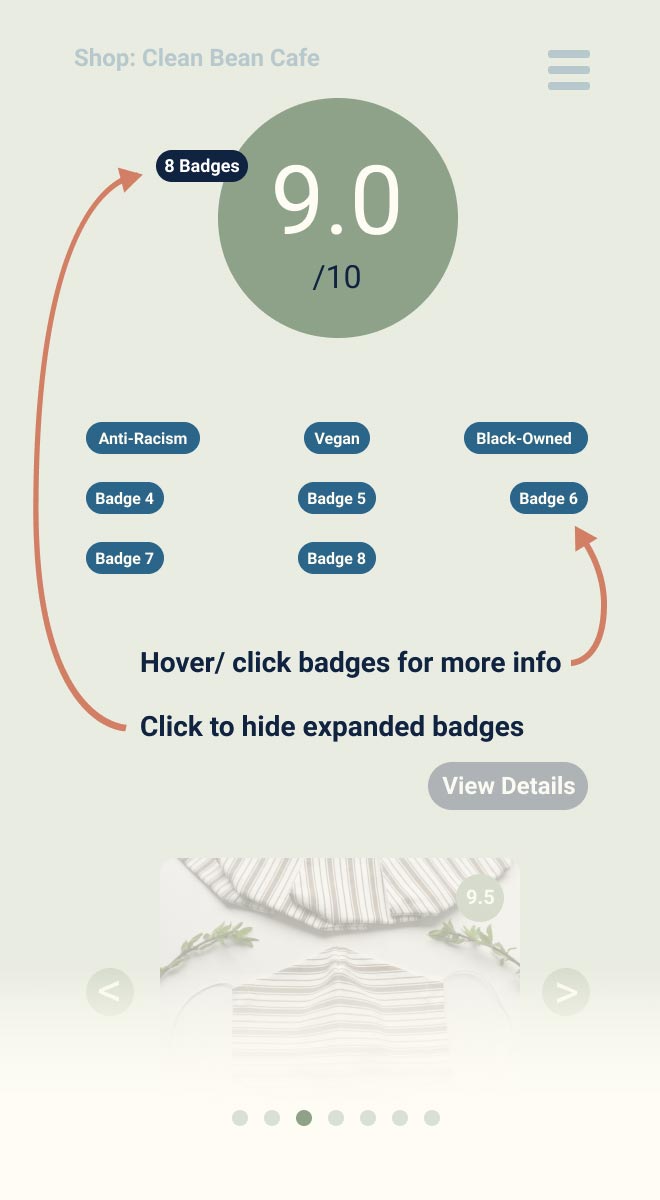 Shop: Clean Bean Cafe
8 Badges
9.0
/10
Anti-Racism
Vegan
Black-Owned
Badge 4
Badge 5
Badge 6
Badge 7
Badge 8
Hover/ click badges for more info
Click to hide expanded badges
View Details
9.5
<
>